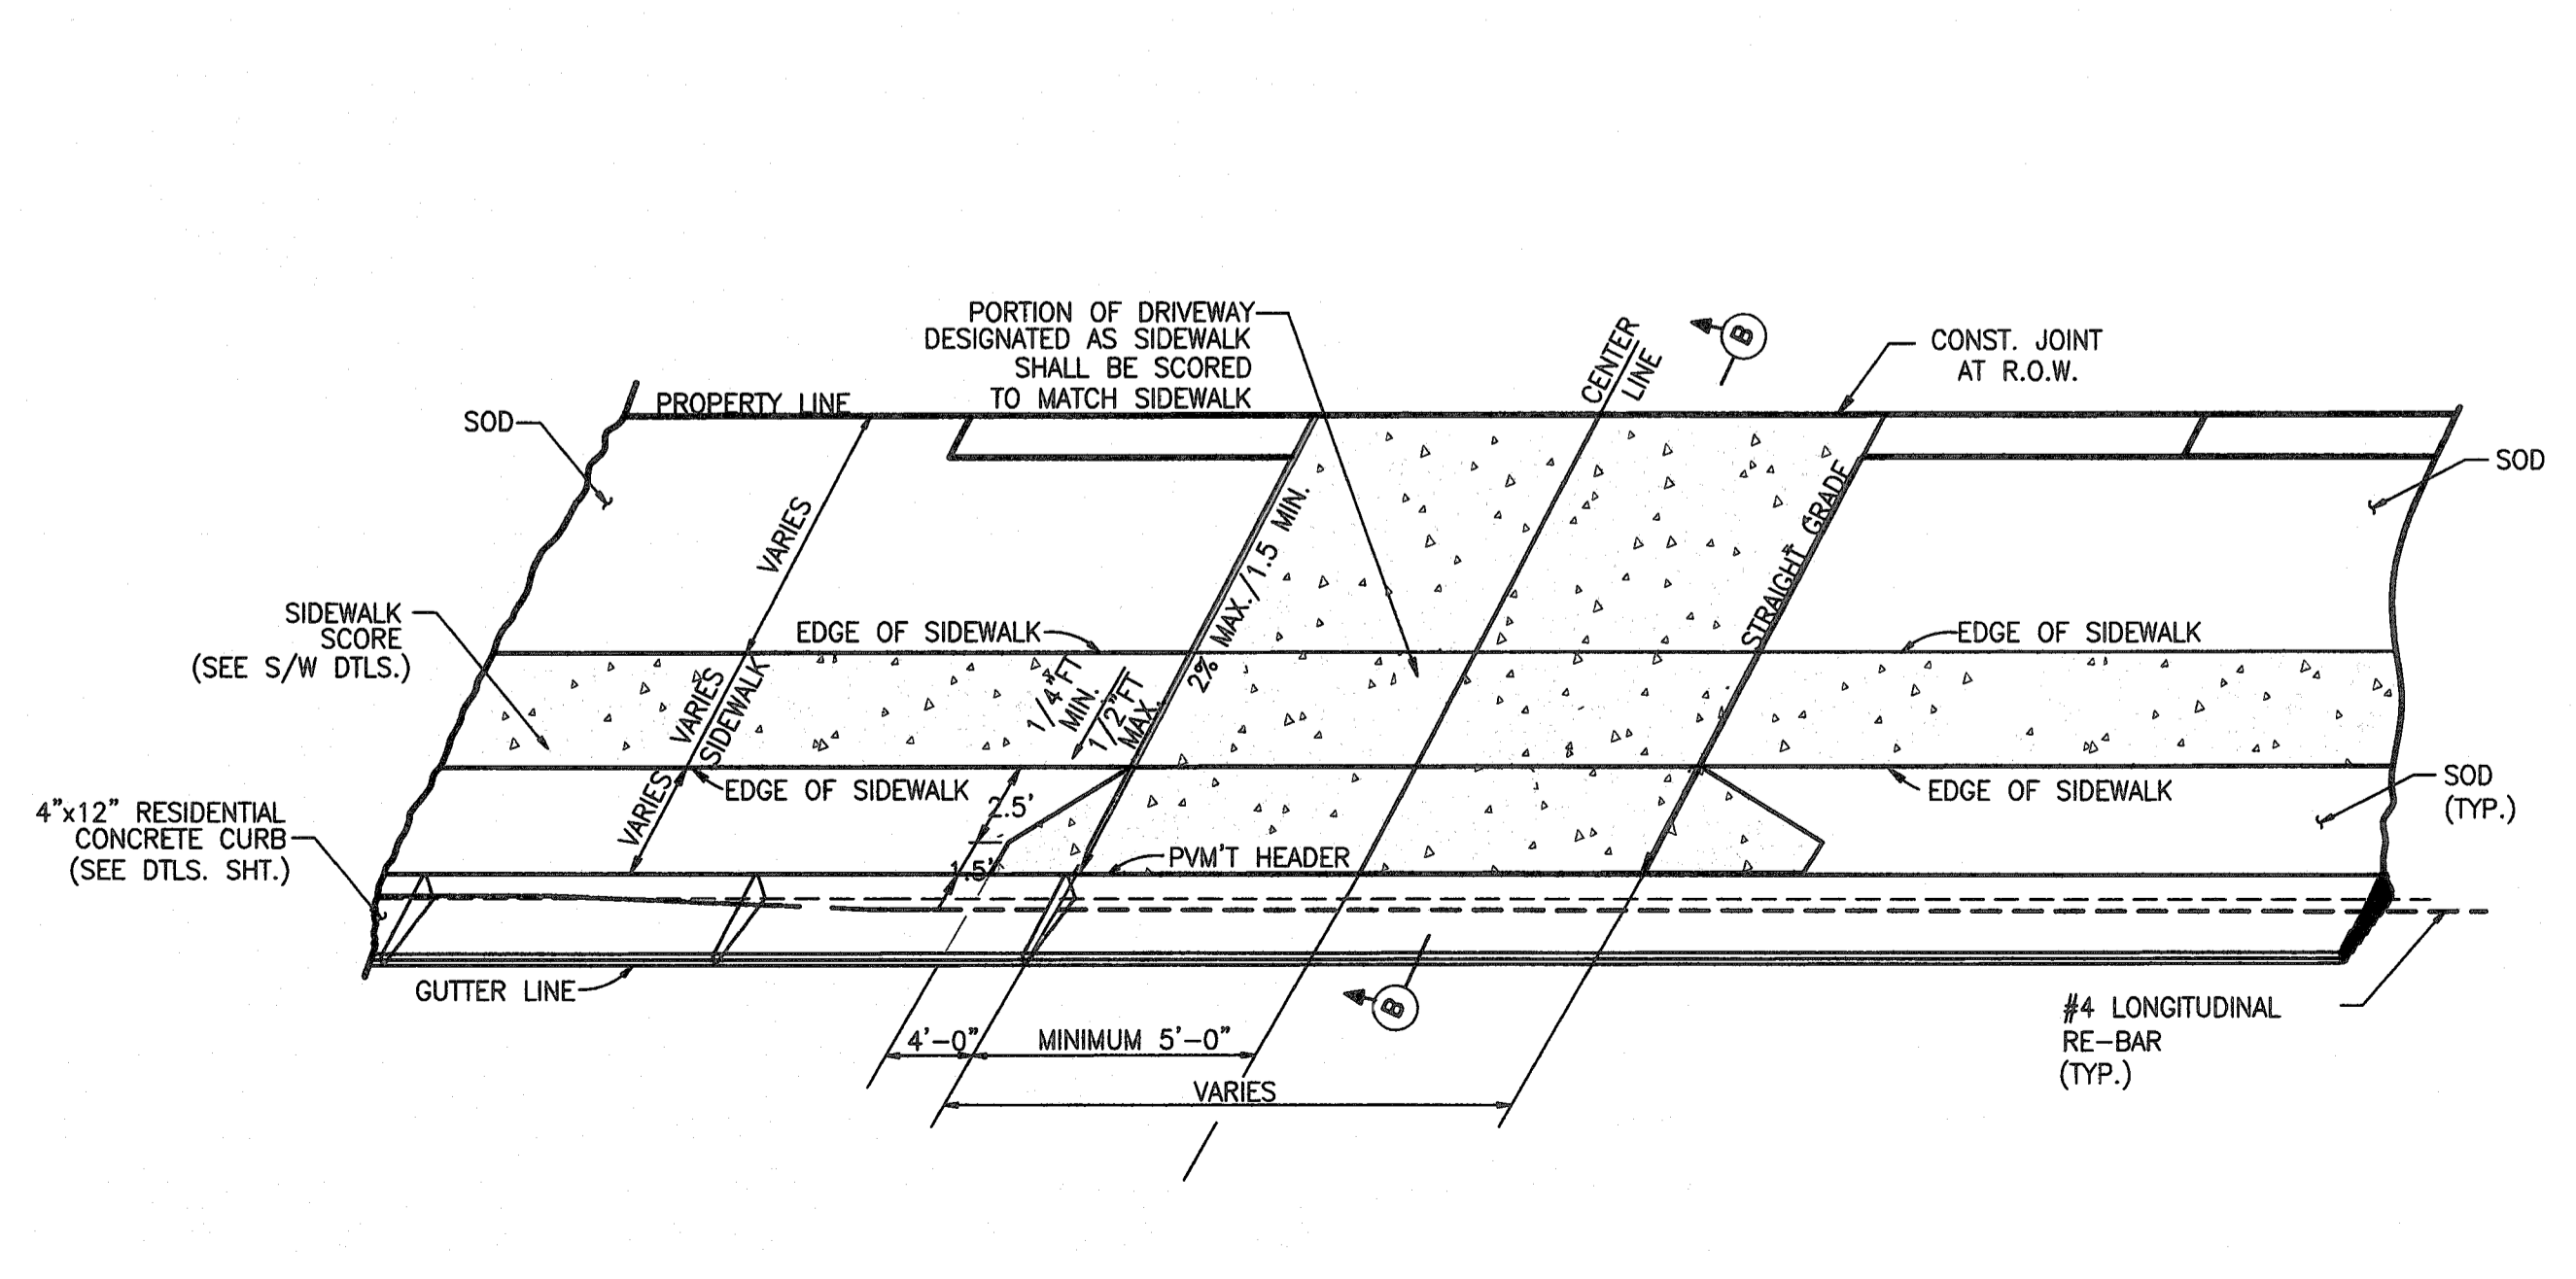 PORTION OF DRIVEWAY
DESIGNATED AS SIDEWALK
SHALL BE SCORED
TO MATCH SIDEWALK
CENTER
LINE
B
CONST. JOINT
AT R.O.W.
PROPERTY LINE
SOD
SOD
VARIES
2% MAX./1.5 MIN.
STRAIGHT GRADE
SIDEWALK
SCORE
(SEE S/W DTLS.)
EDGE OF SIDEWALK
EDGE OF SIDEWALK
VARIES
SIDEWALK
1/4"FT
MIN.
1/2"FT
MAX.
EDGE OF SIDEWALK
EDGE OF SIDEWALK
SOD
(TYP.)
4"x12" RESIDENTIAL
CONCRETE CURB
(SEE DTLS. SHT.)
VARIES
2.5'
1.5'
PVM'T HEADER
GUTTER LINE
B
#4 LONGITUDINAL
RE-BAR
(TYP.)
4'-0"
MINIMUM 5'-0"
VARIES